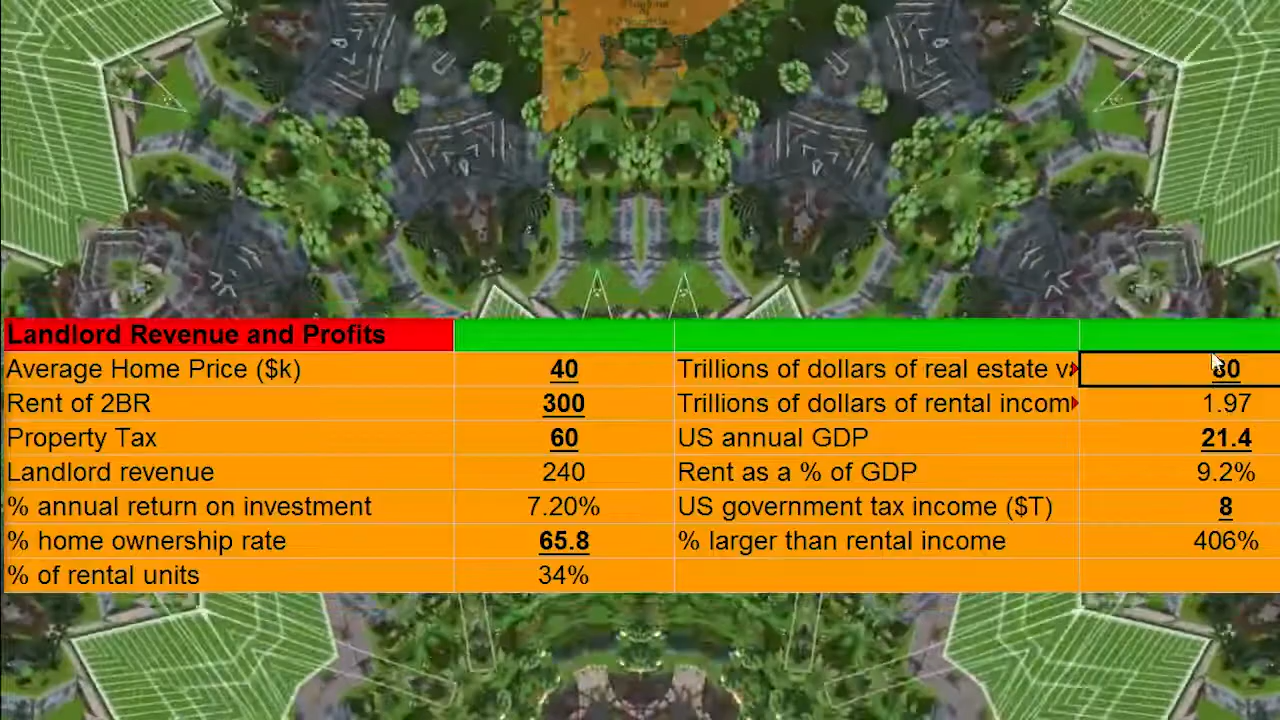 Landlord Revenue and Profits
Average Home Price ($k) 40 Trillions of dollars of real estate v
Rent of 2BR 300 Trillions of dollars of rental incom 1.97
Property Tax 60 US annual GDP 21.4
Landlord revenue 240 Rent as a % of GDP 9.2%
% annual return on investment 7.20% US government tax income ($T) 8
% home ownership rate 65.8 % larger than rental income 406%
% of rental units 34%